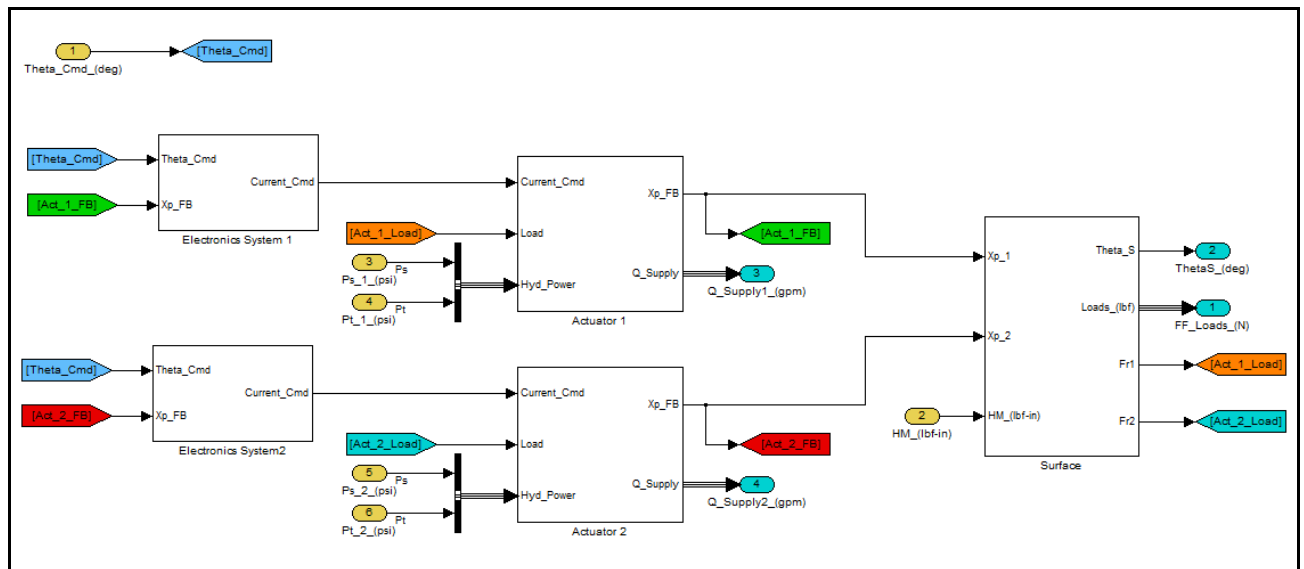 1
[Theta_Cmd]
Theta_Cmd_(deg)
[Theta_Cmd]
Theta_Cmd
Current_Cmd
[Act_1_FB]
Xp_FB
Electronics System 1
Current_Cmd
Xp_FB
[Act_1_Load]
Load
[Act_1_FB]
3
Ps
Ps_1_(psi)
Hyd_Power
Q_Supply
3
Q_Supply1_(gpm)
4
Pt
Pt_1_(psi)
Actuator 1
[Theta_Cmd]
Theta_Cmd
Current_Cmd
[Act_2_FB]
Xp_FB
Electronics System2
Current_Cmd
Xp_FB
[Act_2_Load]
Load
[Act_2_FB]
5
Ps
Ps_2_(psi)
Hyd_Power
Q_Supply
4
Q_Supply2_(gpm)
6
Pt
Pt_2_(psi)
Actuator 2
Xp_1
Theta_S
2
ThetaS_(deg)
Loads_(lbf)
1
FF_Loads_(N)
Xp_2
Fr1
[Act_1_Load]
2
HM_(lbf-in)
HM_(lbf-in)
Fr2
[Act_2_Load]
Surface